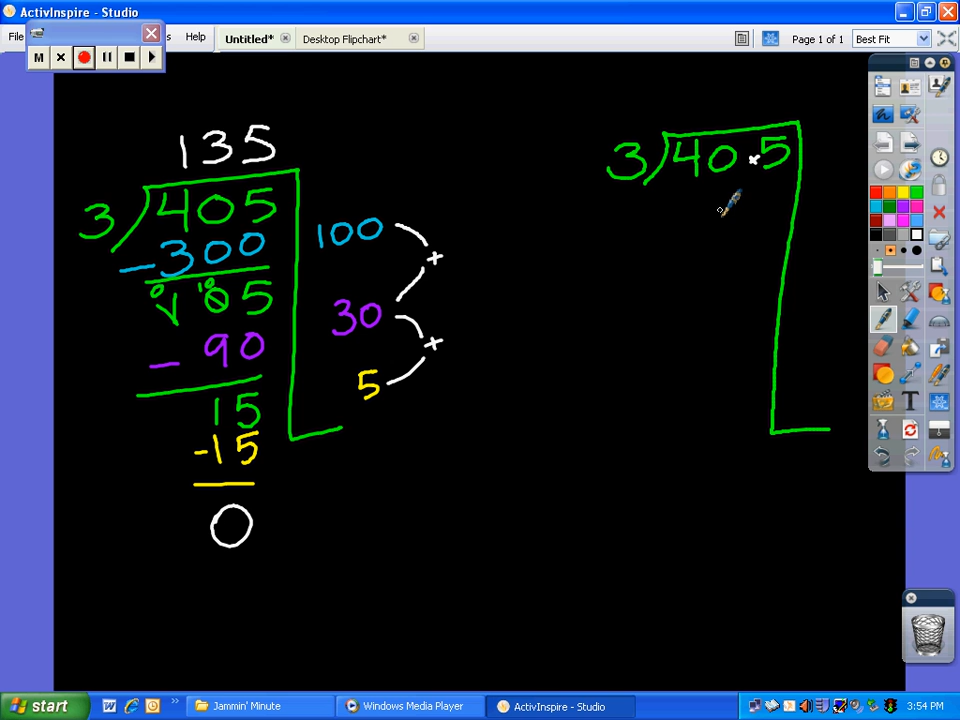 ActivInspire - Studio
File
s
Help
Untitled*
Desktop Flipchart*
Page 1 of 1
Best Fit
M
135
3)405
-300
100
0 10
105
30
- 90
5
15
-15
0
+
+
3)40.5
T
start
Jammin' Minute
Windows Media Player
ActivInspire - Studio
3:54 PM